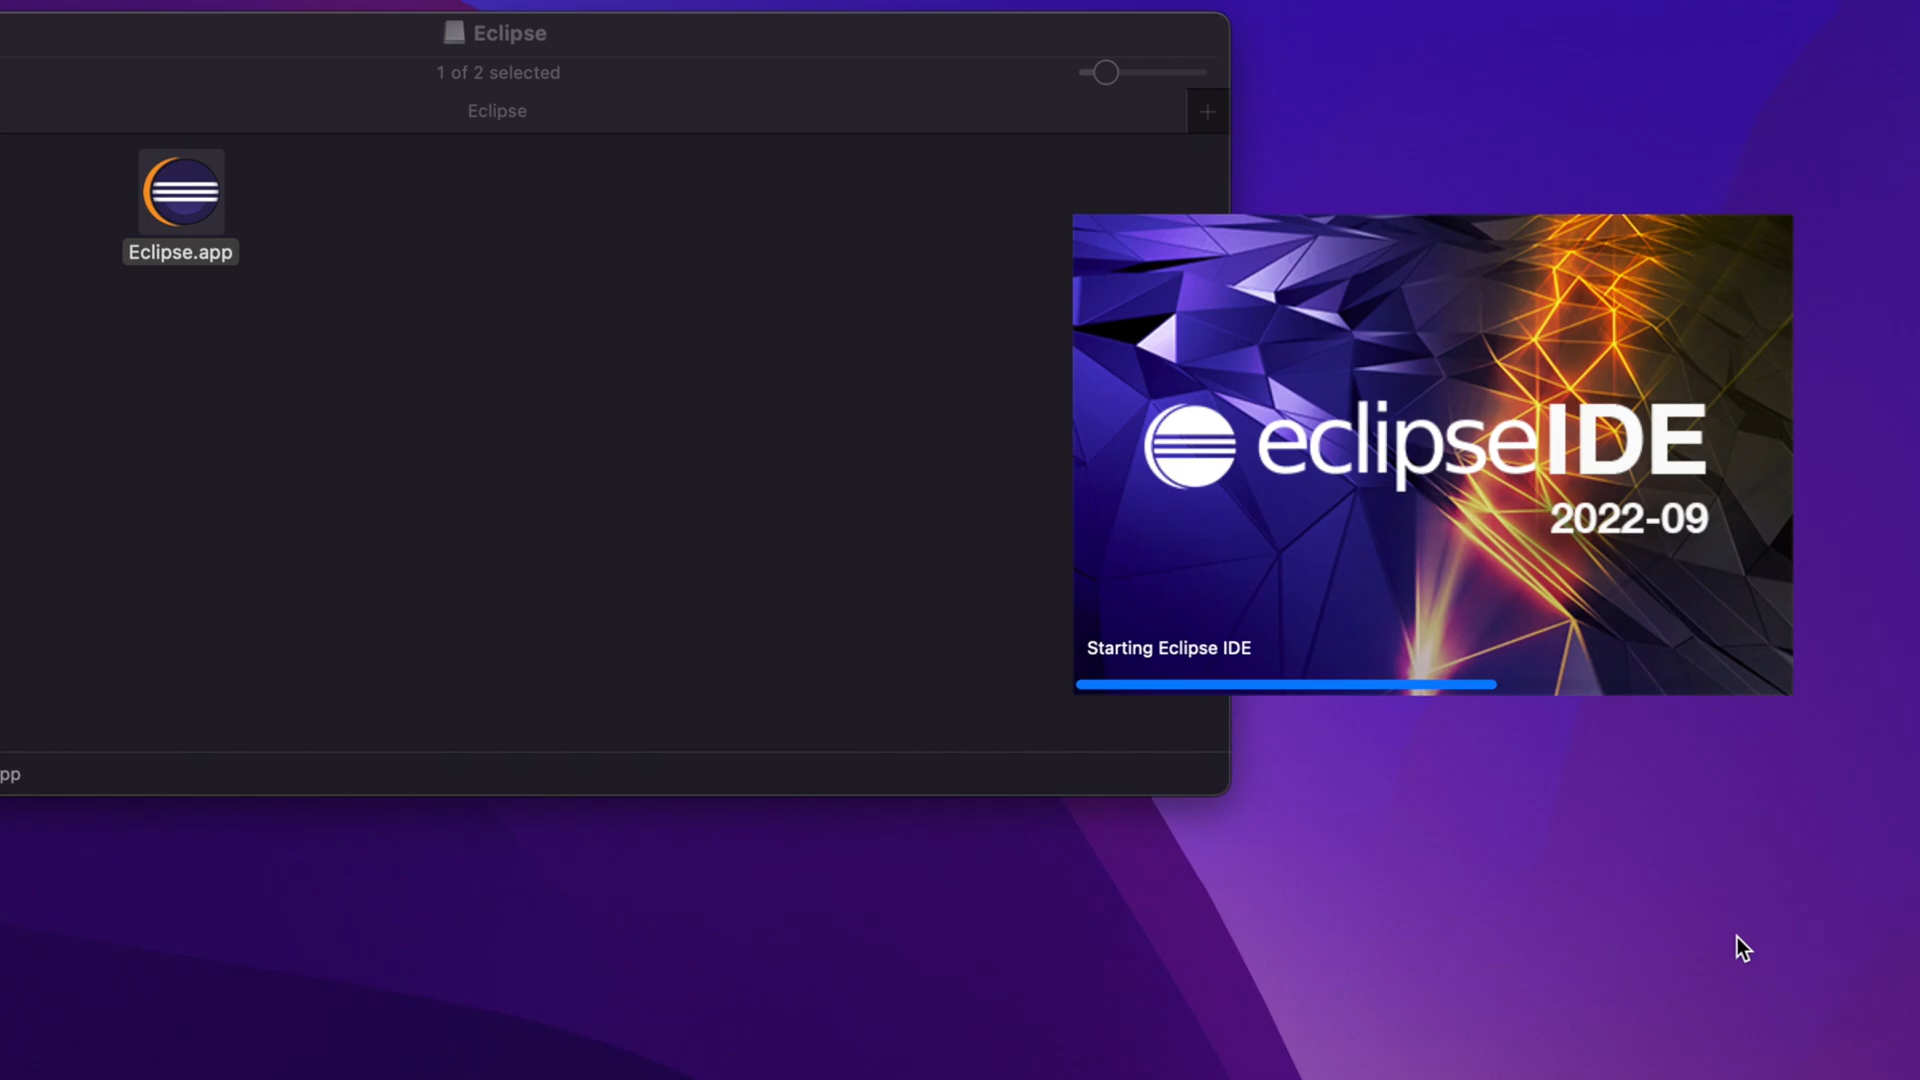 Eclipse
1 of 2 selected
Eclipse
Eclipse.app
eclipseIDE
2022-09
Starting Eclipse IDE
pp